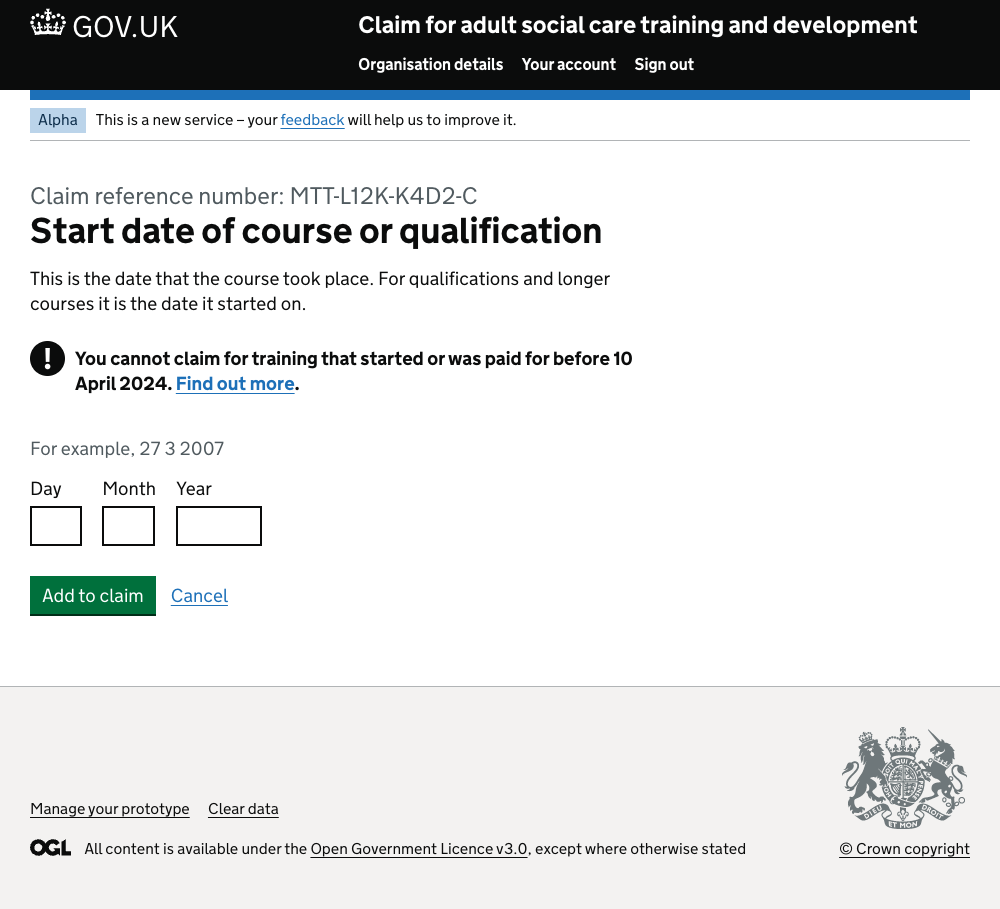 GOV.UK
Claim for adult social care training and development
Organisation details Your account Sign out
Alpha This is a new service – your feedback will help us to improve it.
Claim reference number: MTT-L12K-K4D2-C
Start date of course or qualification
This is the date that the course took place. For qualifications and longer
courses it is the date it started on.
! You cannot claim for training that started or was paid for before 10
April 2024. Find out more.
For example, 27 3 2007
Day Month Year
Add to claim Cancel
Manage your prototype Clear data
DIEU ET MON DROIT
OGL All content is available under the Open Government Licence v3.0, except where otherwise stated
© Crown copyright